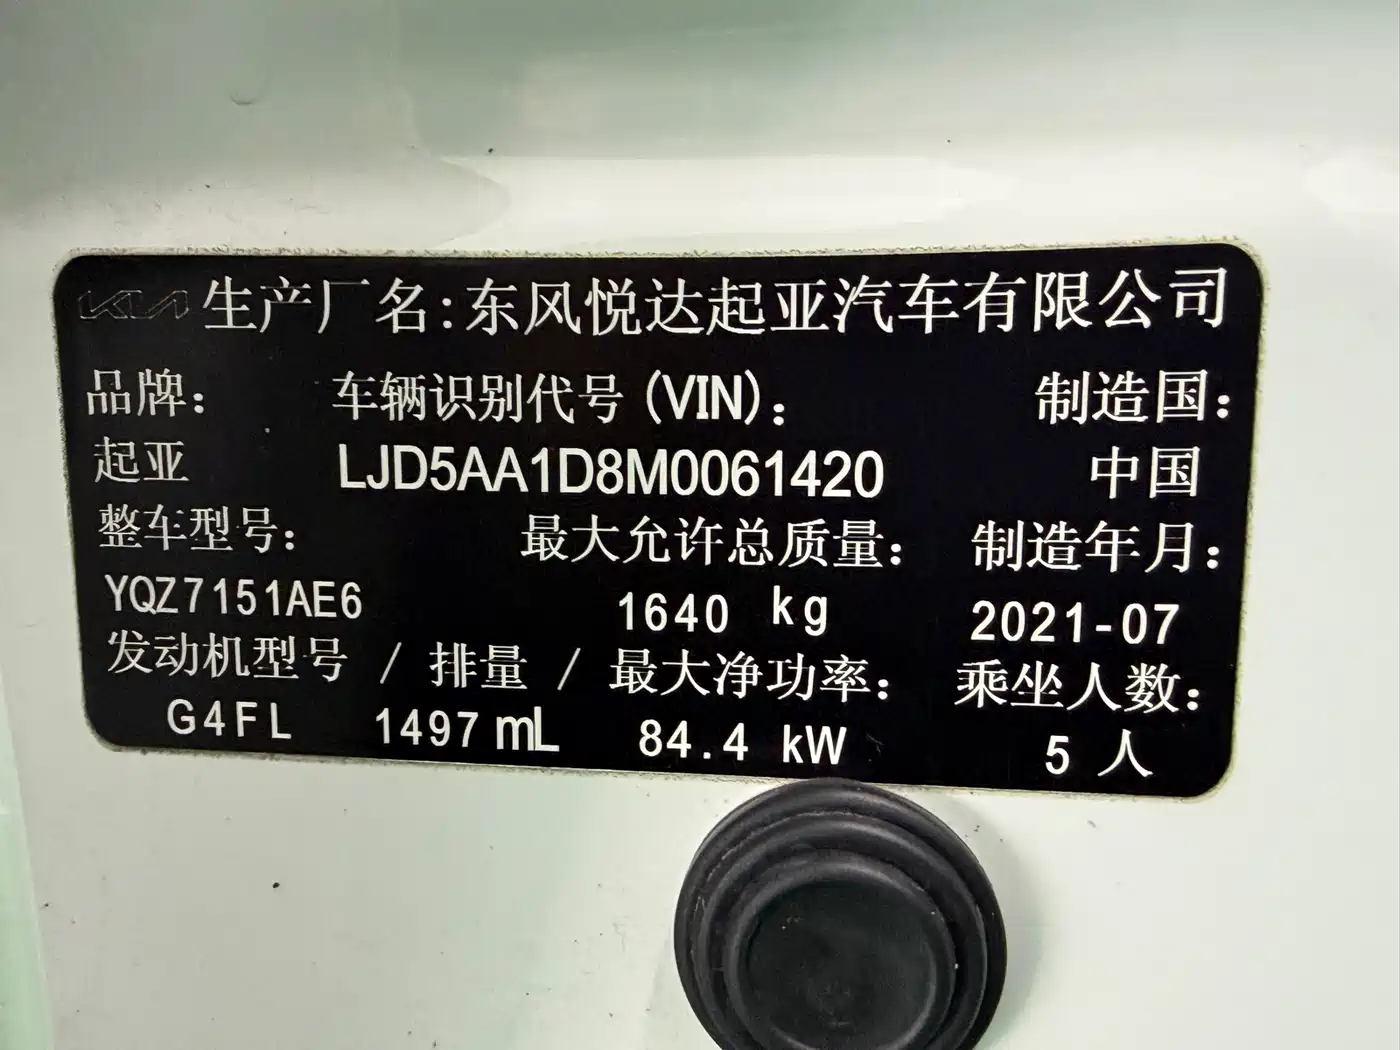 KIA 生产厂名:东风悦达起亚汽车有限公司
品牌: 车辆识别代号(VIN): 制造国:
起亚 LJD5AA1D8M0061420 中国
整车型号: 最大允许总质量: 制造年月:
YQZ7151AE6 1640 kg 2021-07
发动机型号 / 排量 / 最大净功率: 乘坐人数:
G4FL 1497 mL 84.4 kW 5 人